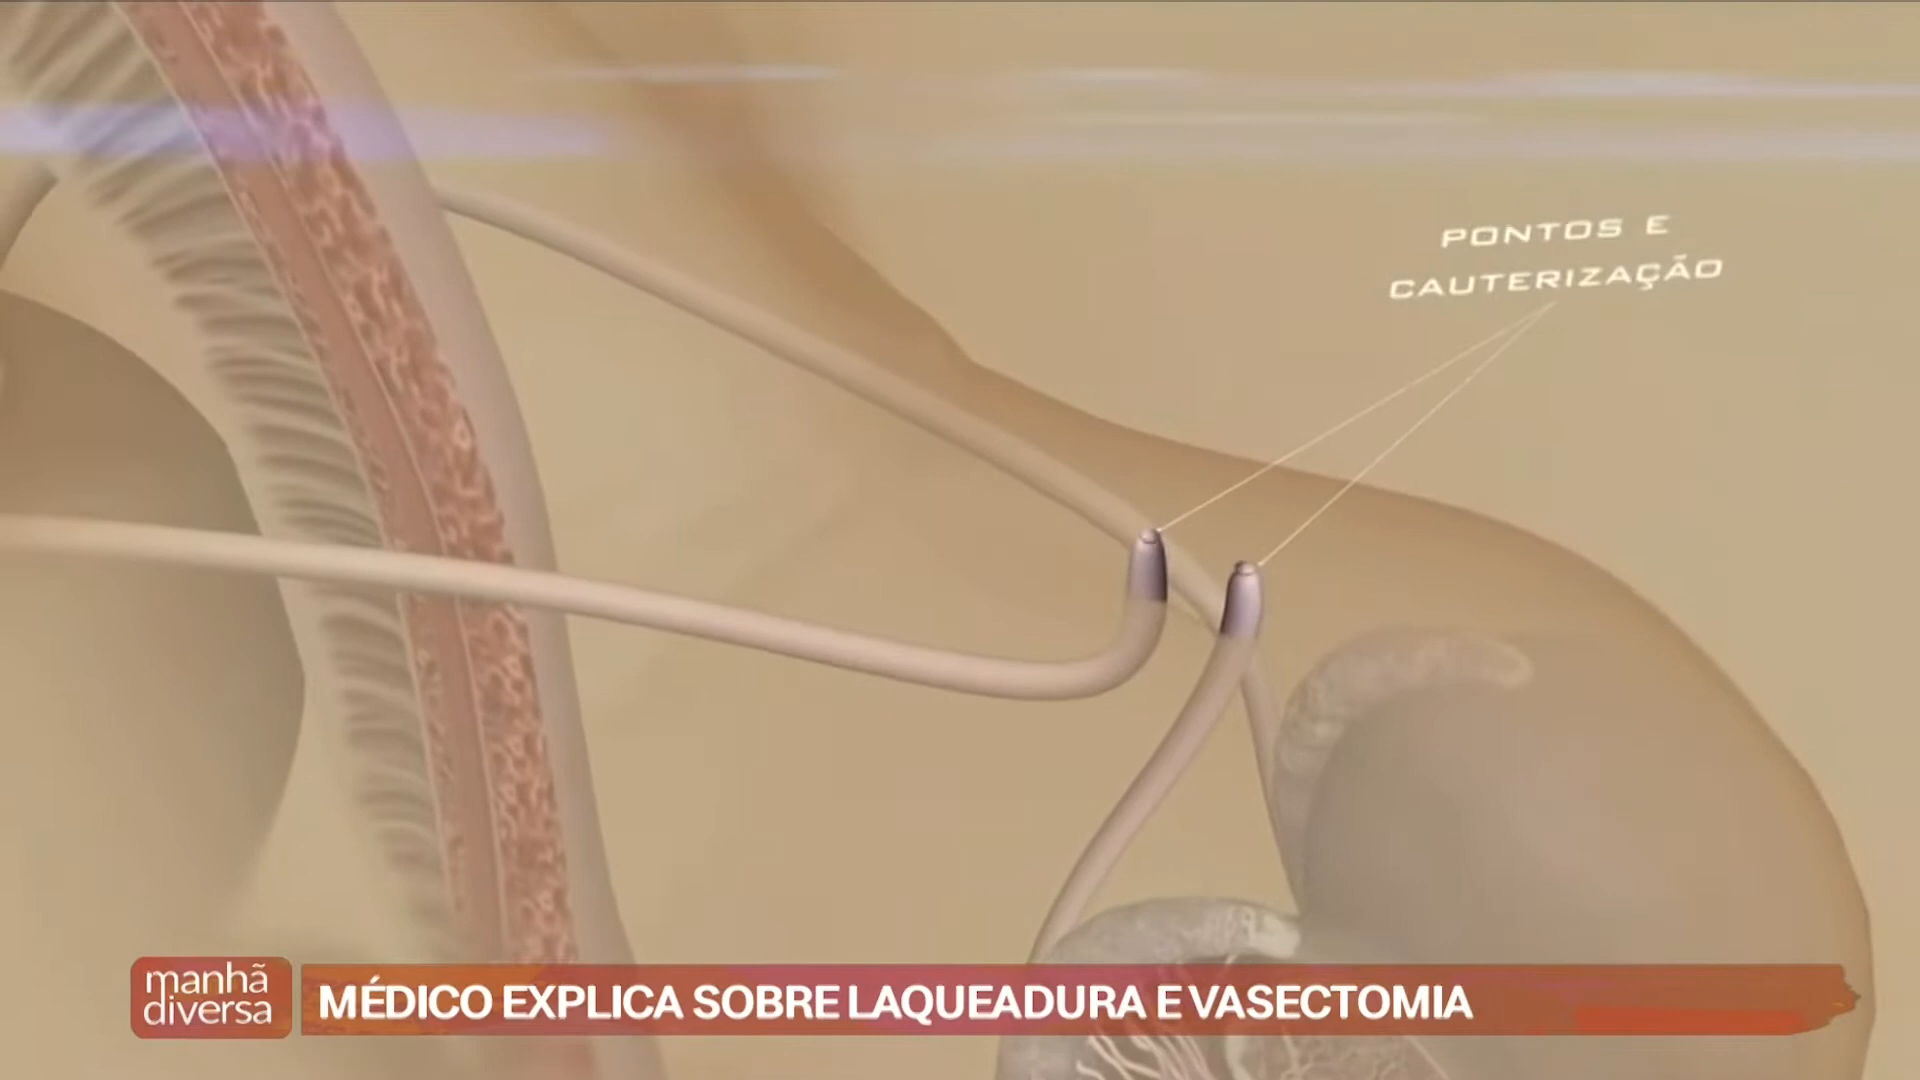 PONTOS E
CAUTERIZAÇÃO
manhã
diversa
MÉDICO EXPLICA SOBRE LAQUEADURA E VASECTOMIA